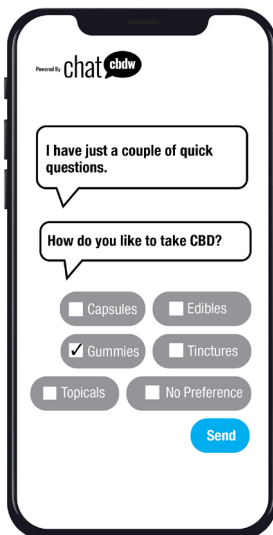 Powered By chat cbdw
I have just a couple of quick
questions.
How do you like to take CBD?
Capsules Edibles
Gummies Tinctures
Topicals No Preference
Send